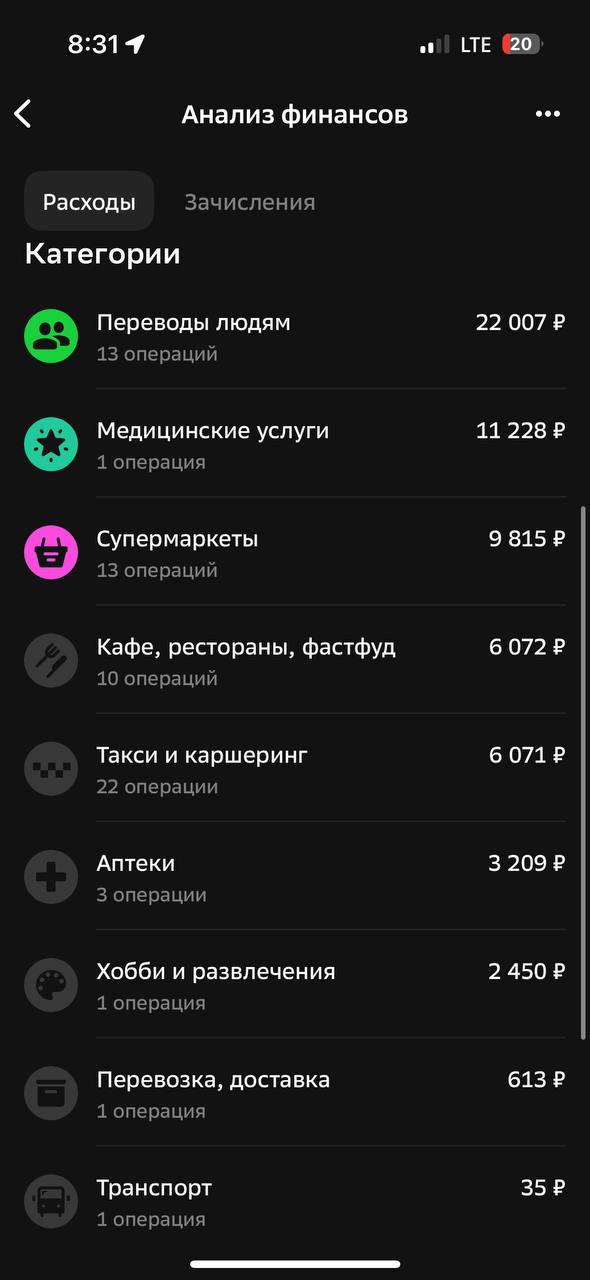 8:31
LTE 20
Анализ финансов
Расходы Зачисления
Категории
Переводы людям 22 007 ₽
13 операций
Медицинские услуги 11 228 ₽
1 операция
Супермаркеты 9 815 ₽
13 операций
Кафе, рестораны, фастфуд 6 072 ₽
10 операций
Такси и каршеринг 6 071 ₽
22 операции
Аптеки 3 209 ₽
3 операции
Хобби и развлечения 2 450 ₽
1 операция
Перевозка, доставка 613 ₽
1 операция
Транспорт 35 ₽
1 операция